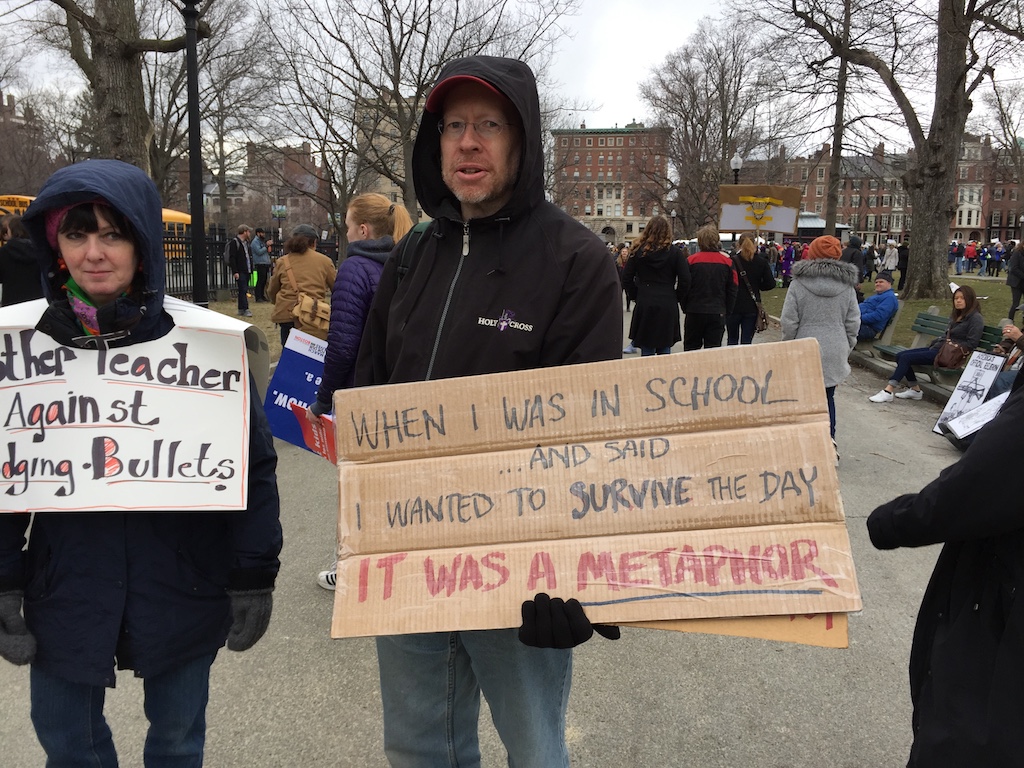 other Teacher
Against
dging - Bullets
HOLY CROSS
WHEN I WAS IN SCHOOL
...AND SAID
I WANTED TO SURVIVE THE DAY
IT WAS A METAPHOR